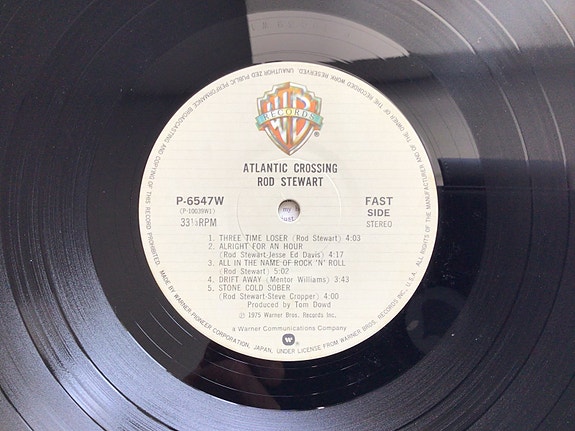 UNAUTHORIZED PUBLIC PERFORMANCE, BROADCASTING AND COPYING OF THIS RECORD PROHIBITED.
ALL RIGHTS OF THE MANUFACTURER AND OF THE OWNER OF THE RECORDED WORK RESERVED.
WB
RECORDS
®
ATLANTIC CROSSING
ROD STEWART
P-6547W
(P-10039W1)
33⅓RPM
my
FAST
SIDE
STEREO
1. THREE TIME LOSER (Rod Stewart) 4:03
2. ALRIGHT FOR AN HOUR
(Rod Stewart-Jesse Ed Davis) 4:17
3. ALL IN THE NAME OF ROCK 'N' ROLL
(Rod Stewart) 5:02
4. DRIFT AWAY (Mentor Williams) 3:43
5. STONE COLD SOBER
(Rod Stewart-Steve Cropper) 4:00
Produced by Tom Dowd
Ⓟ 1975 Warner Bros. Records Inc.
a Warner Communications Company
MADE BY WARNER-PIONEER CORPORATION, JAPAN, UNDER LICENSE FROM WARNER BROS. RECORDS INC. U.S.A.